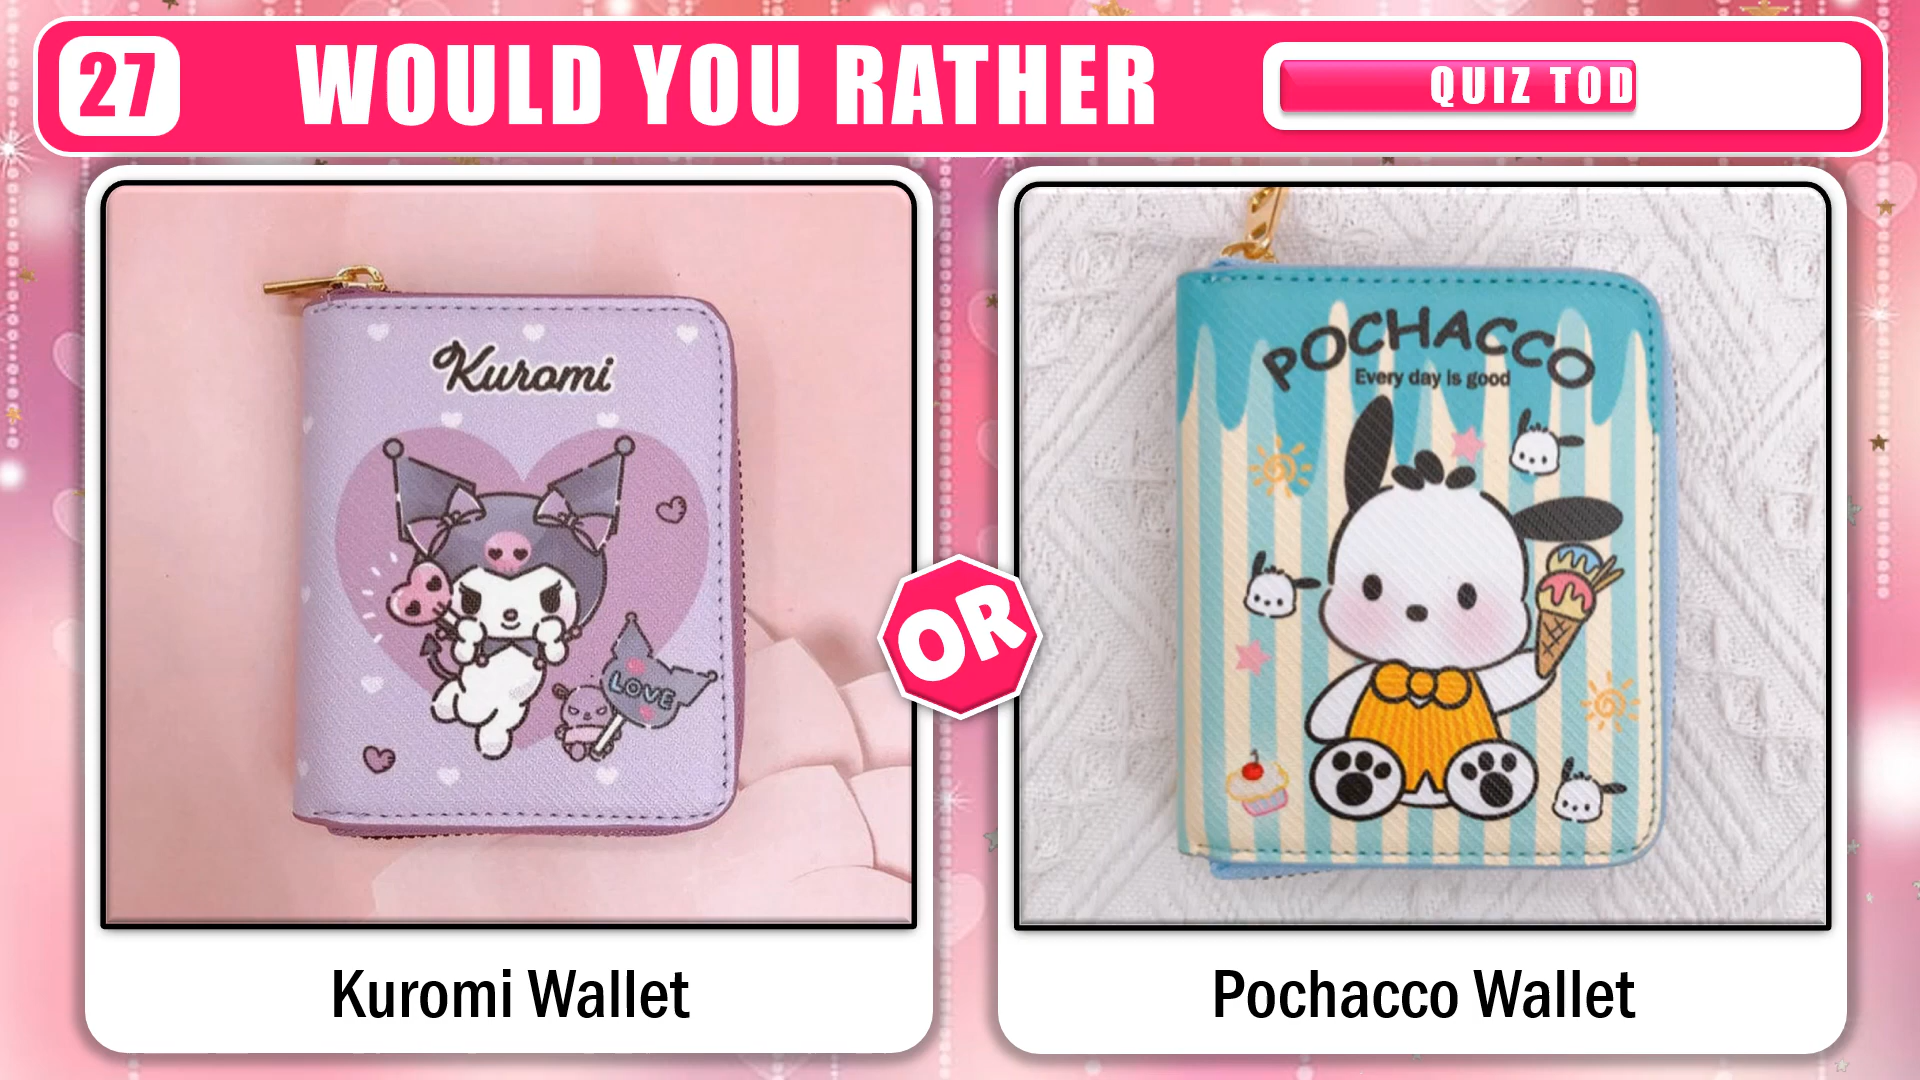 27
WOULD YOU RATHER
QUIZ TOD
Kuromi
LOVE
OR
POCHACCO
Every day is good
Kuromi Wallet
Pochacco Wallet